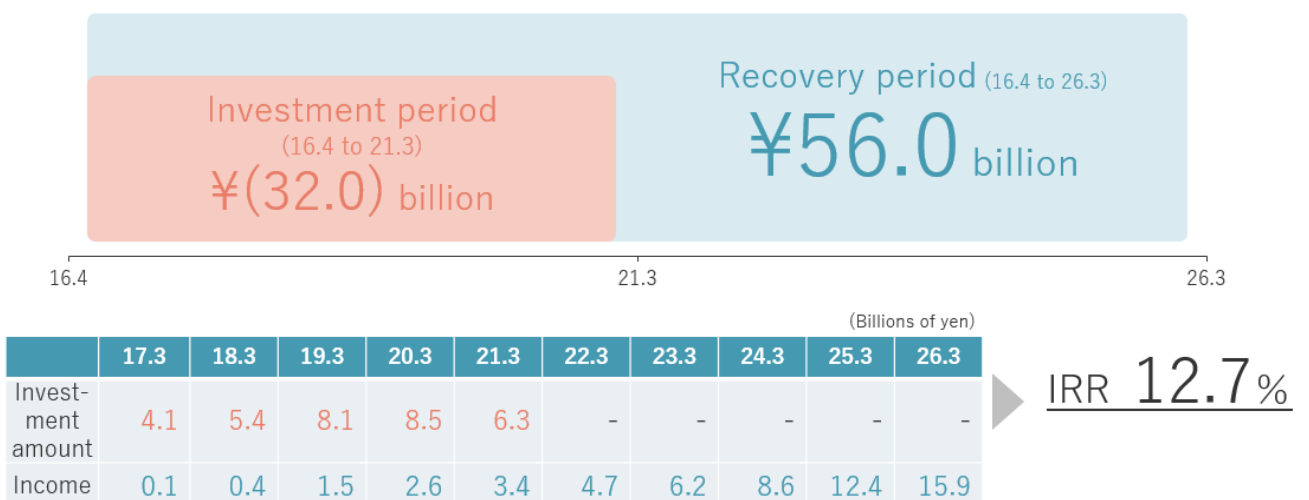 Recovery period (16.4 to 26.3)
¥56.0 billion
Investment period
(16.4 to 21.3)
¥(32.0) billion
16.4 21.3 26.3
(Billions of yen)
17.3 18.3 19.3 20.3 21.3 22.3 23.3 24.3 25.3 26.3
Invest-
ment
amount
4.1 5.4 8.1 8.5 6.3 - - - - -
Income 0.1 0.4 1.5 2.6 3.4 4.7 6.2 8.6 12.4 15.9
IRR 12.7%